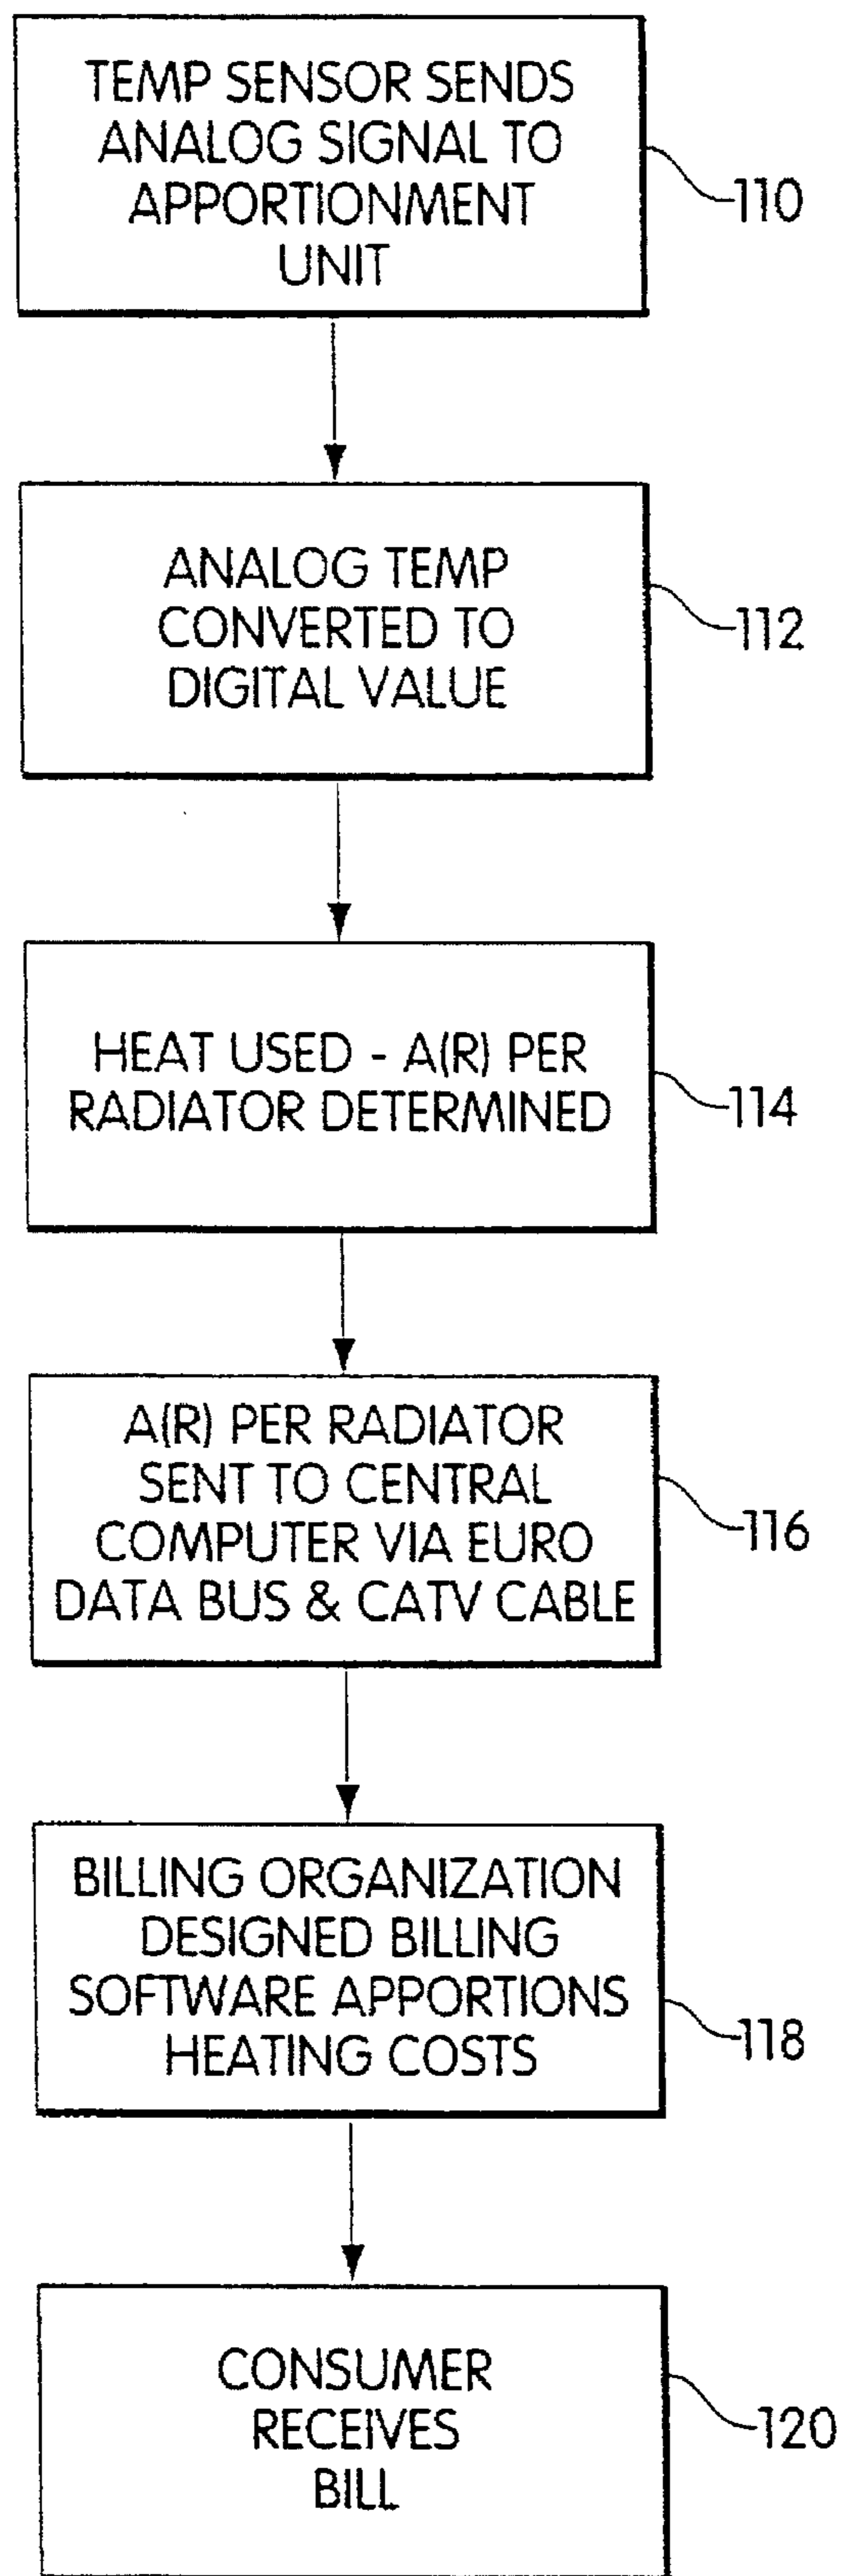 TEMP SENSOR SENDS
ANALOG SIGNAL TO
APPORTIONMENT
UNIT
110
ANALOG TEMP
CONVERTED TO
DIGITAL VALUE
112
HEAT USED - A(R) PER
RADIATOR DETERMINED
114
A(R) PER RADIATOR
SENT TO CENTRAL
COMPUTER VIA EURO
DATA BUS & CATV CABLE
116
BILLING ORGANIZATION
DESIGNED BILLING
SOFTWARE APPORTIONS
HEATING COSTS
118
CONSUMER
RECEIVES
BILL
120